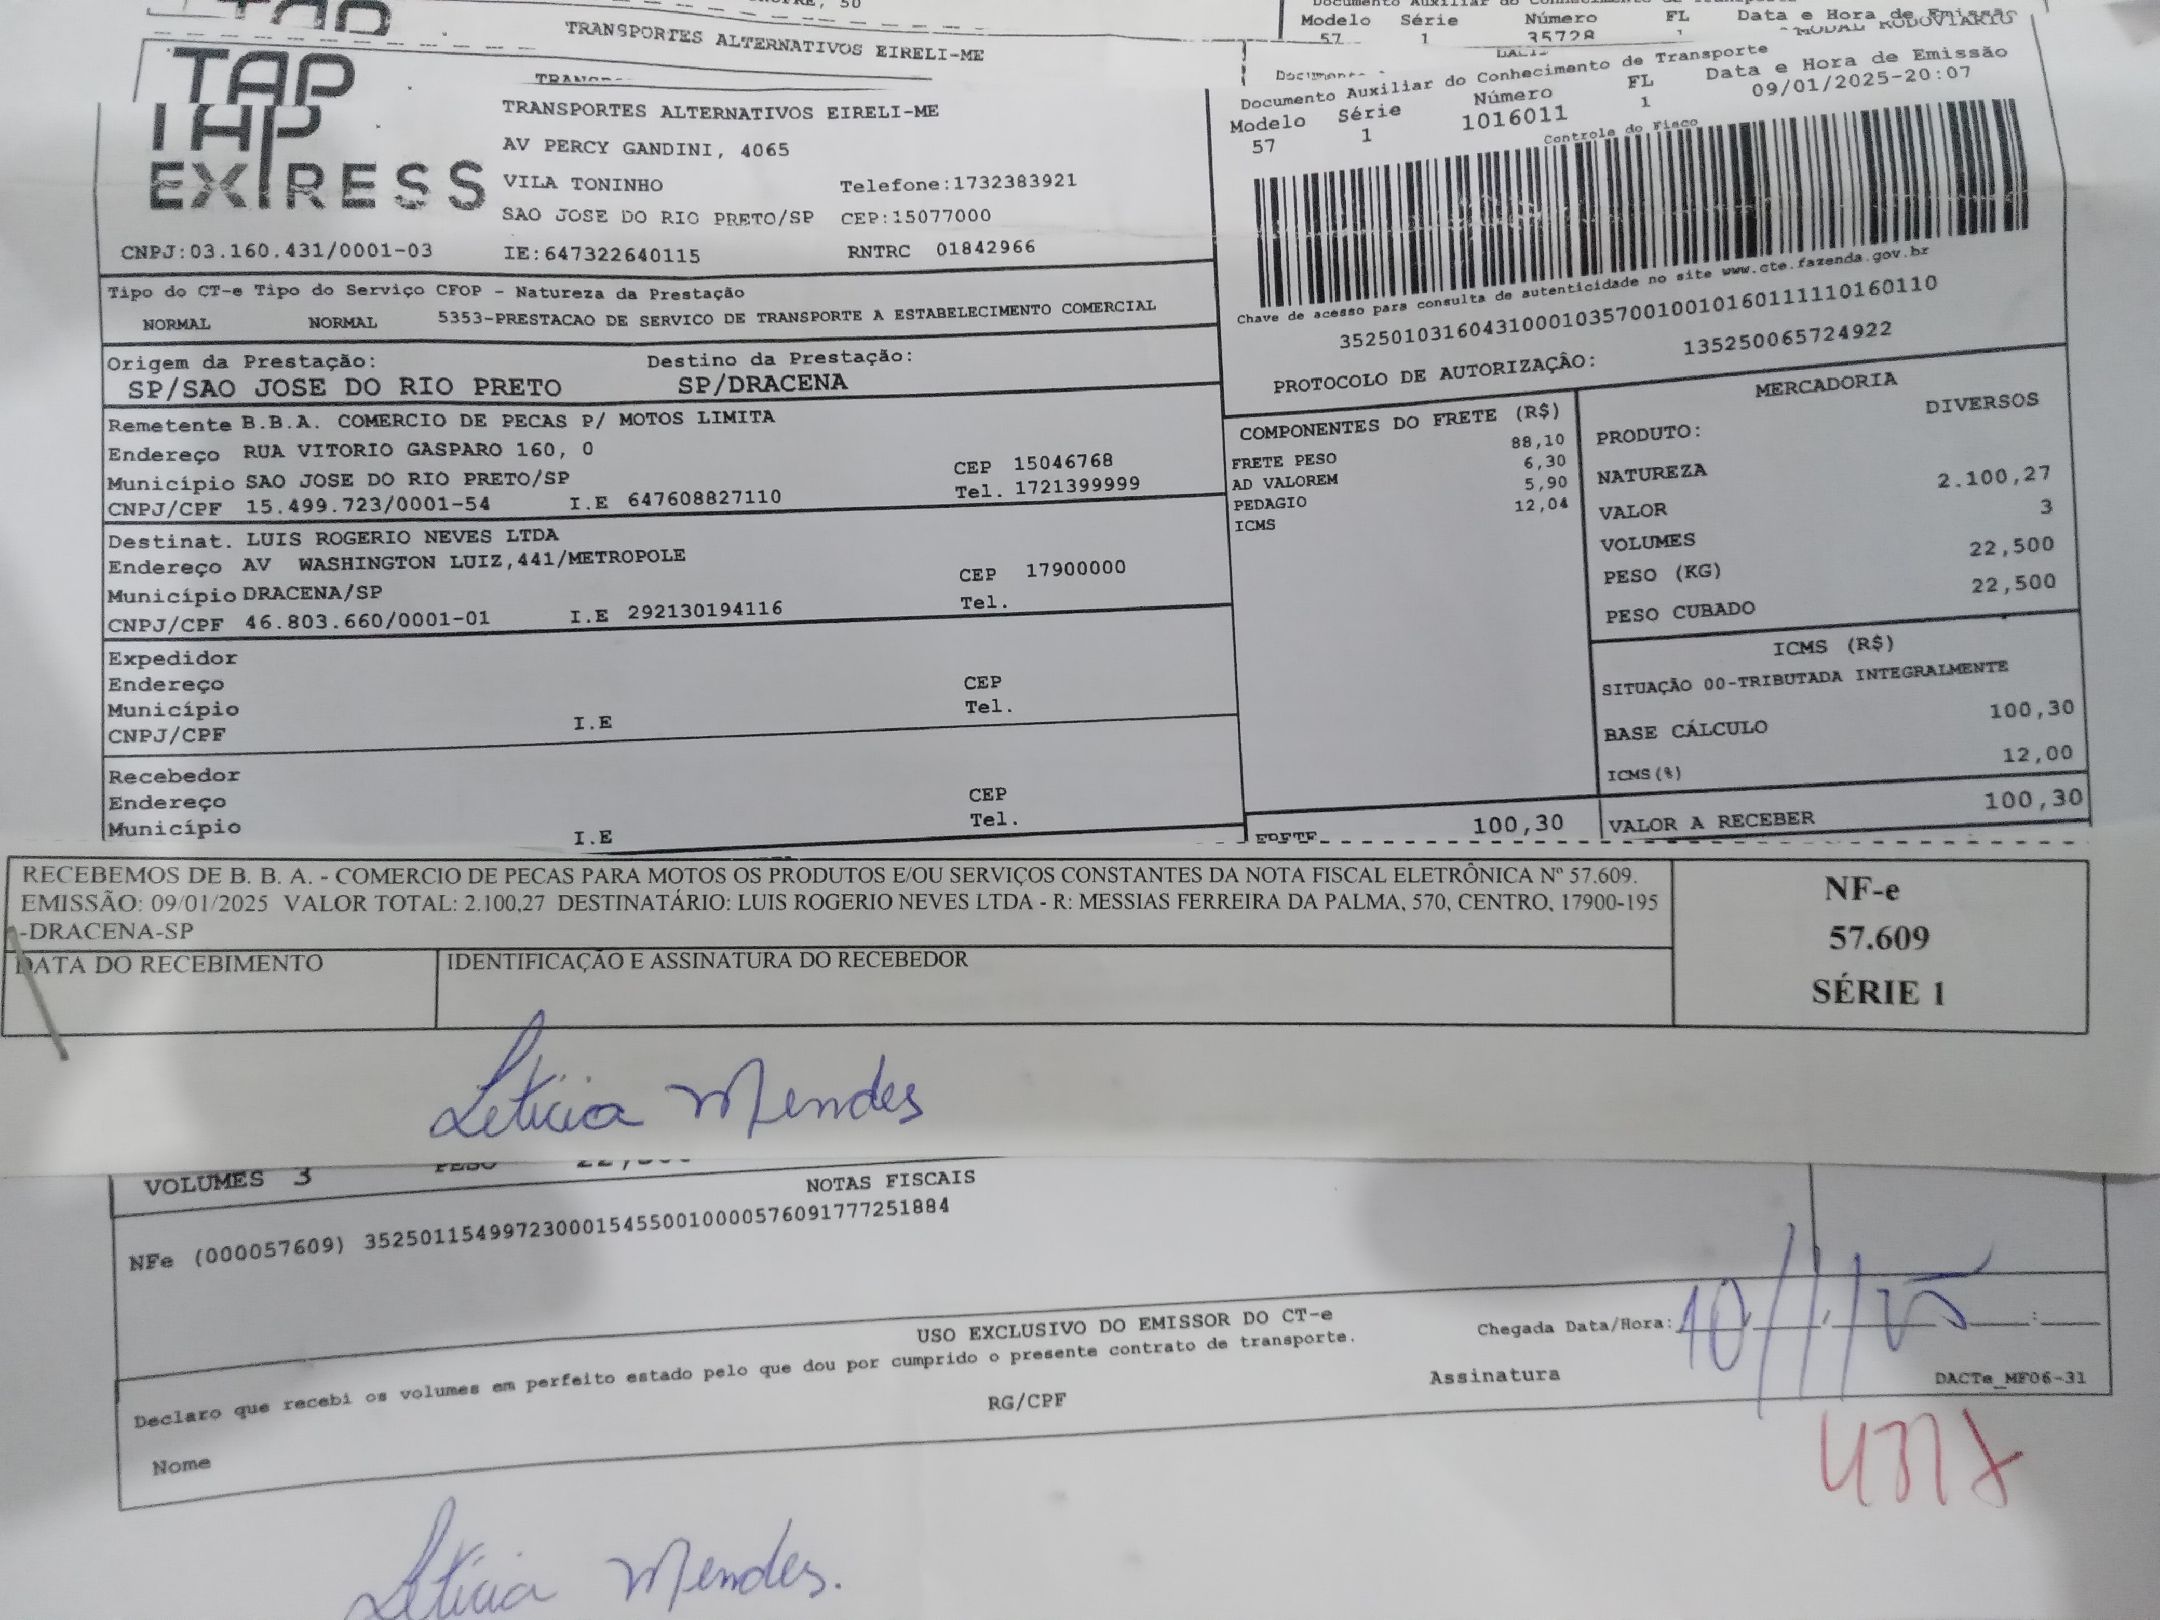 TRANSPORTES ALTERNATIVOS EIRELI-ME
Modelo Série Número FL Data e Hora de Emissão
57 1 35728 1
MODAL RODOVIÁRIO
TAP
EXPRESS
TRANSPORTES ALTERNATIVOS EIRELI-ME
AV PERCY GANDINI, 4065
VILA TONINHO Telefone:1732383921
SAO JOSE DO RIO PRETO/SP CEP:15077000
CNPJ:03.160.431/0001-03 IE:647322640115 RNTRC 01842966
Documento Auxiliar do Conhecimento de Transporte
Modelo Série Número FL Data e Hora de Emissão
57 1 1016011 1 09/01/2025-20:07
Controle do Fisco
Chave de acesso para consulta de autenticidade no site www.cte.fazenda.gov.br
35250103160431000103570010010160111110160110
PROTOCOLO DE AUTORIZAÇÃO: 135250065724922
Tipo do CT-e Tipo do Serviço CFOP - Natureza da Prestação
NORMAL NORMAL 5353-PRESTACAO DE SERVICO DE TRANSPORTE A ESTABELECIMENTO COMERCIAL
Origem da Prestação: Destino da Prestação:
SP/SAO JOSE DO RIO PRETO SP/DRACENA
Remetente B.B.A. COMERCIO DE PECAS P/ MOTOS LIMITA
Endereço RUA VITORIO GASPARO 160, 0
Município SAO JOSE DO RIO PRETO/SP CEP 15046768
CNPJ/CPF 15.499.723/0001-54 I.E 647608827110 Tel. 1721399999
Destinat. LUIS ROGERIO NEVES LTDA
Endereço AV WASHINGTON LUIZ,441/METROPOLE
Município DRACENA/SP CEP 17900000
CNPJ/CPF 46.803.660/0001-01 I.E 292130194116 Tel.
Expedidor
Endereço CEP
Município Tel.
CNPJ/CPF I.E
Recebedor
Endereço CEP
Município Tel.
I.E
COMPONENTES DO FRETE (R$)
FRETE PESO 88,10
AD VALOREM 6,30
PEDAGIO 5,90
ICMS 12,04
FRETE 100,30
MERCADORIA
PRODUTO: DIVERSOS
NATUREZA
VALOR 2.100,27
VOLUMES 3
PESO (KG) 22,500
PESO CUBADO 22,500
ICMS (R$)
SITUAÇÃO 00-TRIBUTADA INTEGRALMENTE
BASE CÁLCULO 100,30
ICMS(%) 12,00
VALOR A RECEBER 100,30
RECEBEMOS DE B. B. A. - COMERCIO DE PECAS PARA MOTOS OS PRODUTOS E/OU SERVIÇOS CONSTANTES DA NOTA FISCAL ELETRÔNICA Nº 57.609.
EMISSÃO: 09/01/2025 VALOR TOTAL: 2.100,27 DESTINATÁRIO: LUIS ROGERIO NEVES LTDA - R: MESSIAS FERREIRA DA PALMA, 570, CENTRO, 17900-195
-DRACENA-SP
DATA DO RECEBIMENTO IDENTIFICAÇÃO E ASSINATURA DO RECEBEDOR
NF-e
57.609
SÉRIE 1
Letícia Mendes
VOLUMES 3 PESO
NOTAS FISCAIS
NFe (000057609) 35250115499723000154550010000576091777251884
USO EXCLUSIVO DO EMISSOR DO CT-e
Declaro que recebi os volumes em perfeito estado pelo que dou por cumprido o presente contrato de transporte.
Chegada Data/Hora: 10/1/25
Nome RG/CPF Assinatura
DACTe_MF06-31
Letícia Mendes.